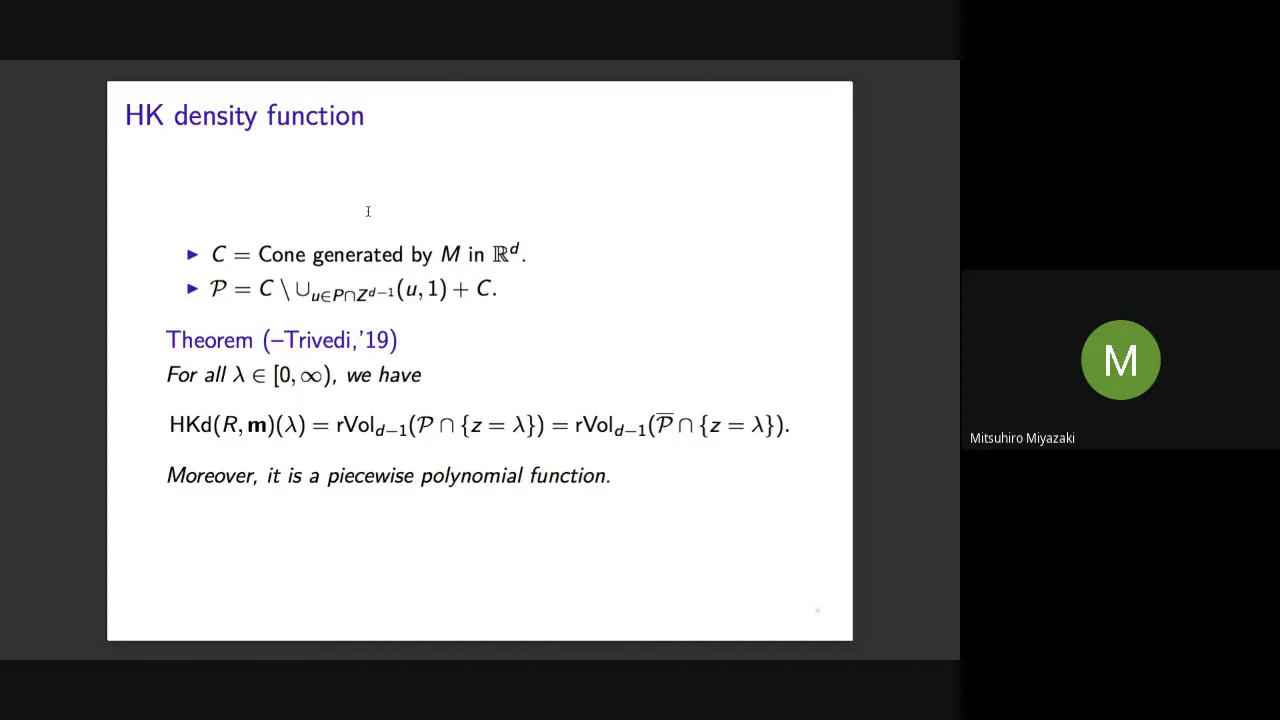 HK density function
▶ C = Cone generated by M in ℝᵈ.
▶ 𝒫 = C \ ∪_{u∈P∩Z^{d−1}}(u, 1) + C.
Theorem (–Trivedi,'19)
For all λ ∈ [0, ∞), we have
HKd(R, 𝐦)(λ) = rVol_{d−1}(𝒫 ∩ {z = λ}) = rVol_{d−1}(\overline{𝒫} ∩ {z = λ}).
Moreover, it is a piecewise polynomial function.
M
Mitsuhiro Miyazaki